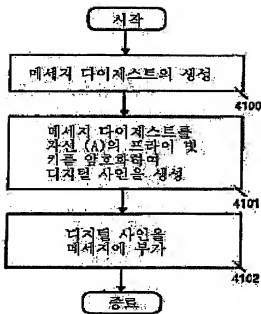 시작
메세지 다이제스트의 생성
4100
메세지 다이제스트를
자신 (A)의 프라이 빗
키를 암호화하여
디지털 사인을 생성
4101
디지털 사인을
메세지에 부가
4102
종료